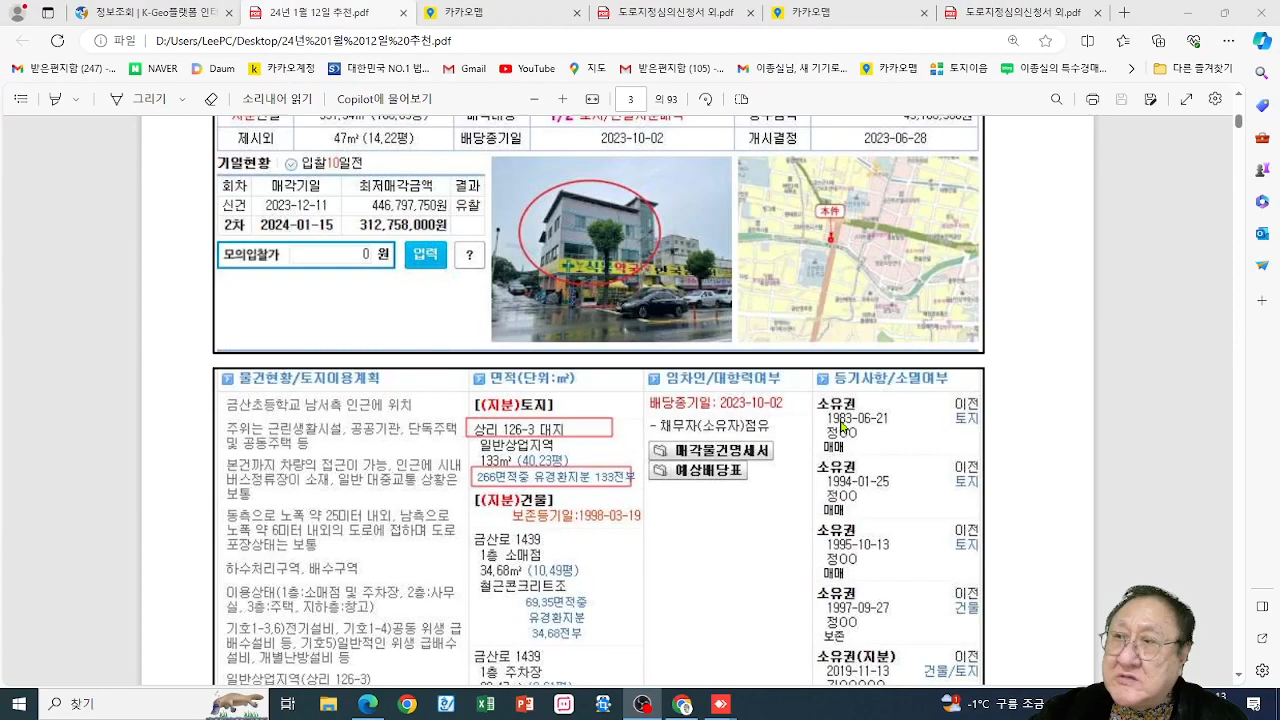 정보조회 - K-Geo플랫폼 인터
24년 1월 12일 추천.pdf
카카오맵
도로지정심의신청서 외.pdf
카카오맵
도로지정심의신청서 외.pdf
파일
D:/Users/LeePC/Desktop/24년%201월%2012일%20추천.pdf
받은편지함 (247) -...
NAVER
Daum
카카오계정
대한민국 NO.1 법...
Gmail
YouTube
지도
받은편지함 (105) -...
이종실님, 새 기기로...
카카오맵
토지이음
이종실의 특수경매...
다른 즐겨찾기
그리기
소리내어 읽기
Copilot에 물어보기
3 의 93
제시외 47㎡ (14.22평) 배당종기일 2023-10-02 개시결정 2023-06-28
기일현황 입찰10일전
회차 매각기일 최저매각금액 결과
신건 2023-12-11 446,797,750원 유찰
2차 2024-01-15 312,758,000원
모의입찰가 0 원 입력 ?
本件
물건현황/토지이용계획
금산초등학교 남서측 인근에 위치
주위는 근린생활시설, 공공기관, 단독주택
및 공동주택 등
본건까지 차량의 접근이 가능, 인근에 시내
버스정류장이 소재, 일반 대중교통 상황은
보통
동측으로 노폭 약 25미터 내외, 남측으로
노폭 약 6미터 내외의 도로에 접하며 도로
포장상태는 보통
하수처리구역, 배수구역
이용상태(1층:소매점 및 주차장, 2층:사무
실, 3층:주택, 지하층:창고)
기호1-3,6)전기설비, 기호1-4)공동 위생 급
배수설비 등, 기호5)일반적인 위생 급배수
설비, 개별난방설비 등
일반상업지역(상리 126-3)
면적(단위:㎡)
[(지분)토지]
상리 126-3 대지
일반상업지역
133㎡ (40.23평)
266면적중 유경환지분 133전부
[(지분)건물]
보존등기일:1998-03-19
금산로 1439
1층 소매점
34.68㎡ (10.49평)
철근콘크리트조
69.35면적중
유경환지분
34.68전부
금산로 1439
1층 주차장
임차인/대항력여부
배당종기일: 2023-10-02
- 채무자(소유자)점유
매각물건명세서
예상배당표
등기사항/소멸여부
소유권 이전
1983-06-21 토지
정○○
매매
소유권 이전
1994-01-25 토지
정○○
매매
소유권 이전
1995-10-13 토지
정○○
매매
소유권 이전
1997-09-27 건물
정○○
보존
소유권(지분) 이전
2019-11-13 건물/토지
찾기
-1°C